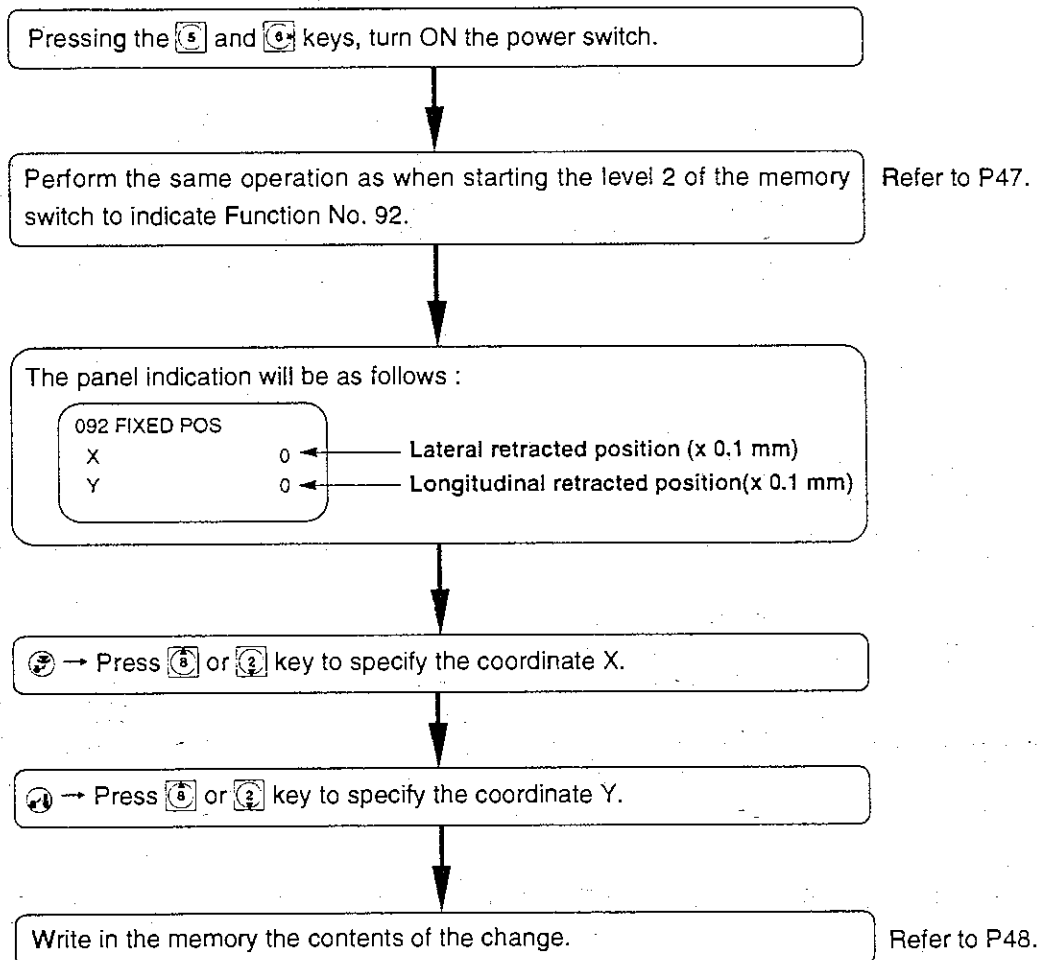 Pressing the 5 and 6 keys, turn ON the power switch.
Perform the same operation as when starting the level 2 of the memory Refer to P47.
switch to indicate Function No. 92.
The panel indication will be as follows :
092 FIXED POS
X 0 Lateral retracted position (x 0.1 mm)
Y 0 Longitudinal retracted position(x 0.1 mm)
→ Press 8 or 2 key to specify the coordinate X.
→ Press 8 or 2 key to specify the coordinate Y.
Write in the memory the contents of the change. Refer to P48.